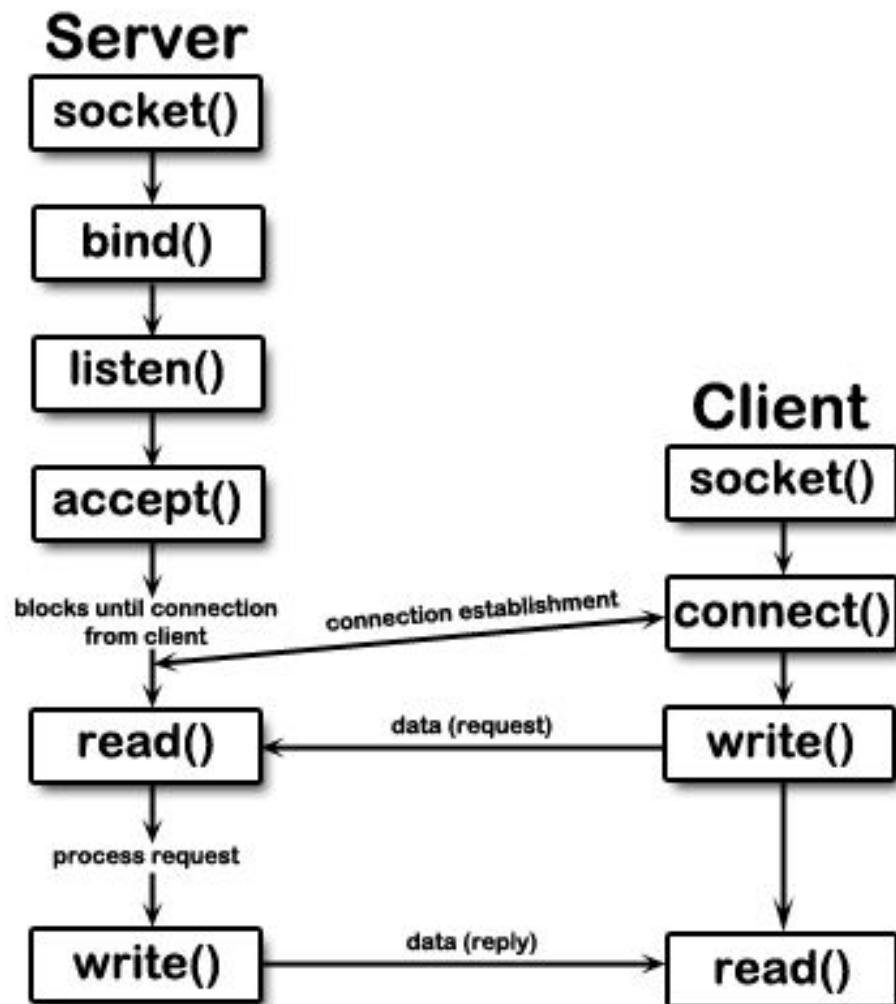 Server
socket()
bind()
listen()
accept()
blocks until connection
from client
read()
process request
write()
connection establishment
data (request)
data (reply)
Client
socket()
connect()
write()
read()